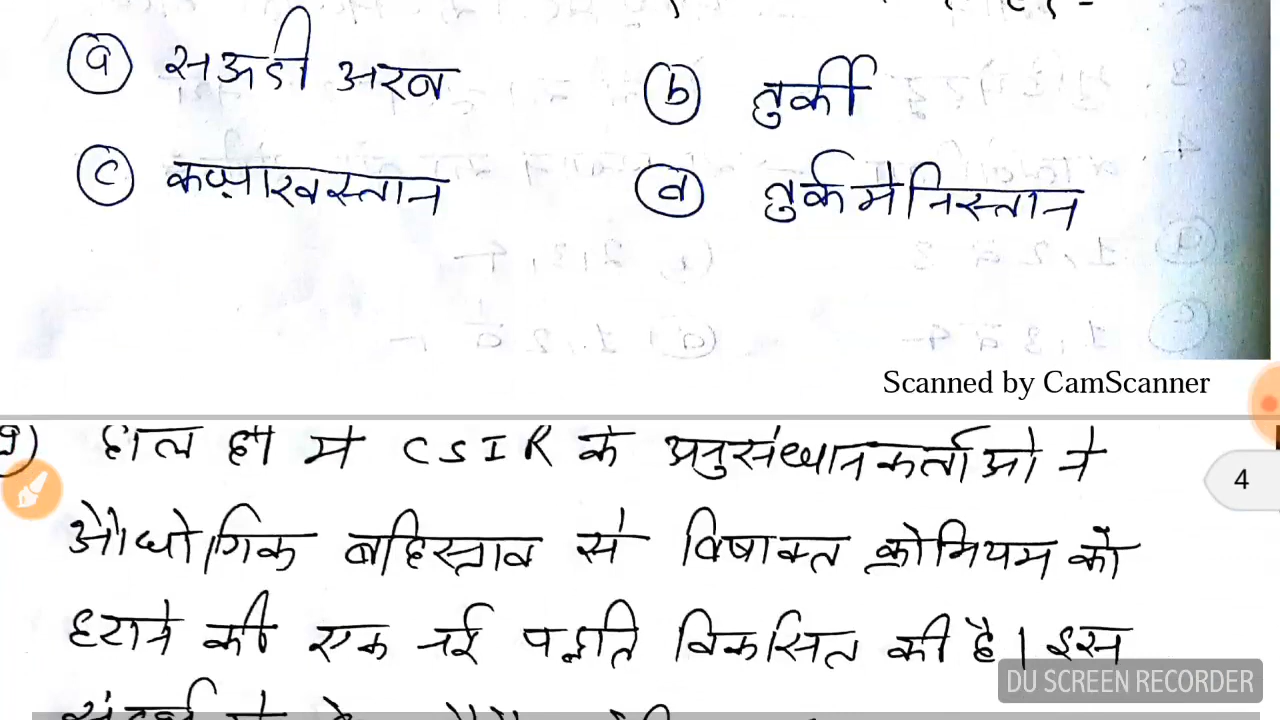 a सऊदी अरब b तुर्की
c कज़ाखस्तान d तुर्कमेनिस्तान
Scanned by CamScanner
9) हाल ही में CSIR के अनुसंधानकर्ताओ ने
4
औद्योगिक बहिस्त्राव से विषाक्त क्रोमियम को
हटाने की एक नई पद्धति विकसित की है। इस
DU SCREEN RECORDER